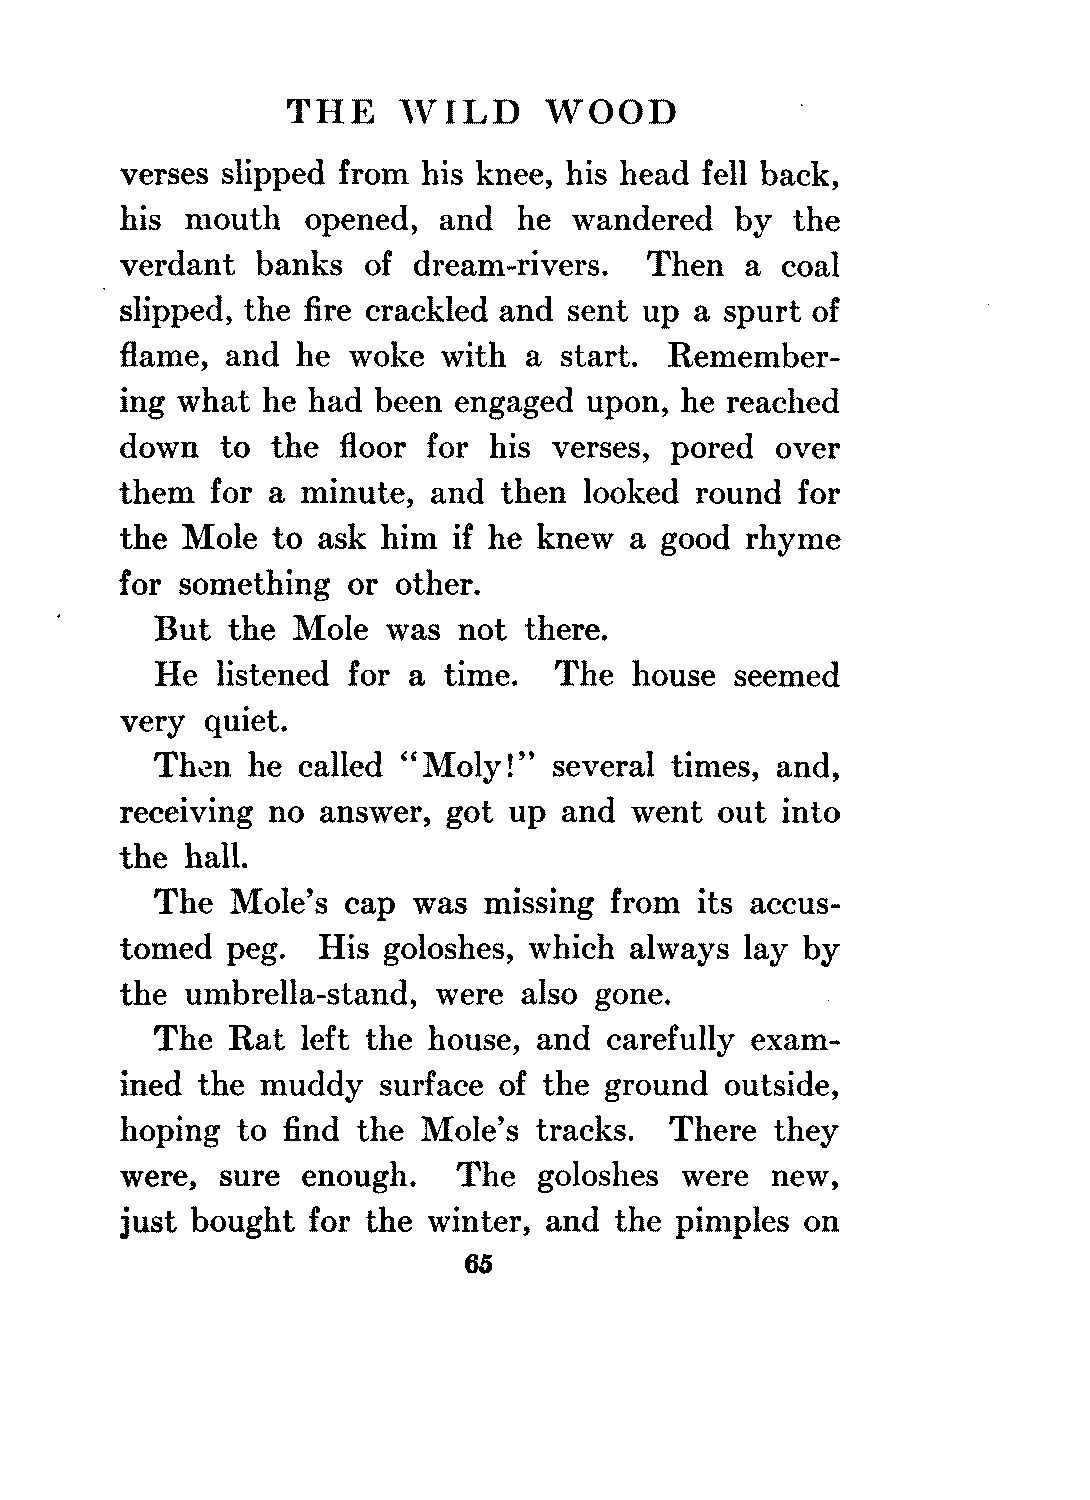 THE WILD WOOD
verses slipped from his knee, his head fell back,
his mouth opened, and he wandered by the
verdant banks of dream-rivers. Then a coal
slipped, the fire crackled and sent up a spurt of
flame, and he woke with a start. Remember-
ing what he had been engaged upon, he reached
down to the floor for his verses, pored over
them for a minute, and then looked round for
the Mole to ask him if he knew a good rhyme
for something or other.
But the Mole was not there.
He listened for a time. The house seemed
very quiet.
Then he called "Moly!" several times, and,
receiving no answer, got up and went out into
the hall.
The Mole's cap was missing from its accus-
tomed peg. His goloshes, which always lay by
the umbrella-stand, were also gone.
The Rat left the house, and carefully exam-
ined the muddy surface of the ground outside,
hoping to find the Mole's tracks. There they
were, sure enough. The goloshes were new,
just bought for the winter, and the pimples on
65